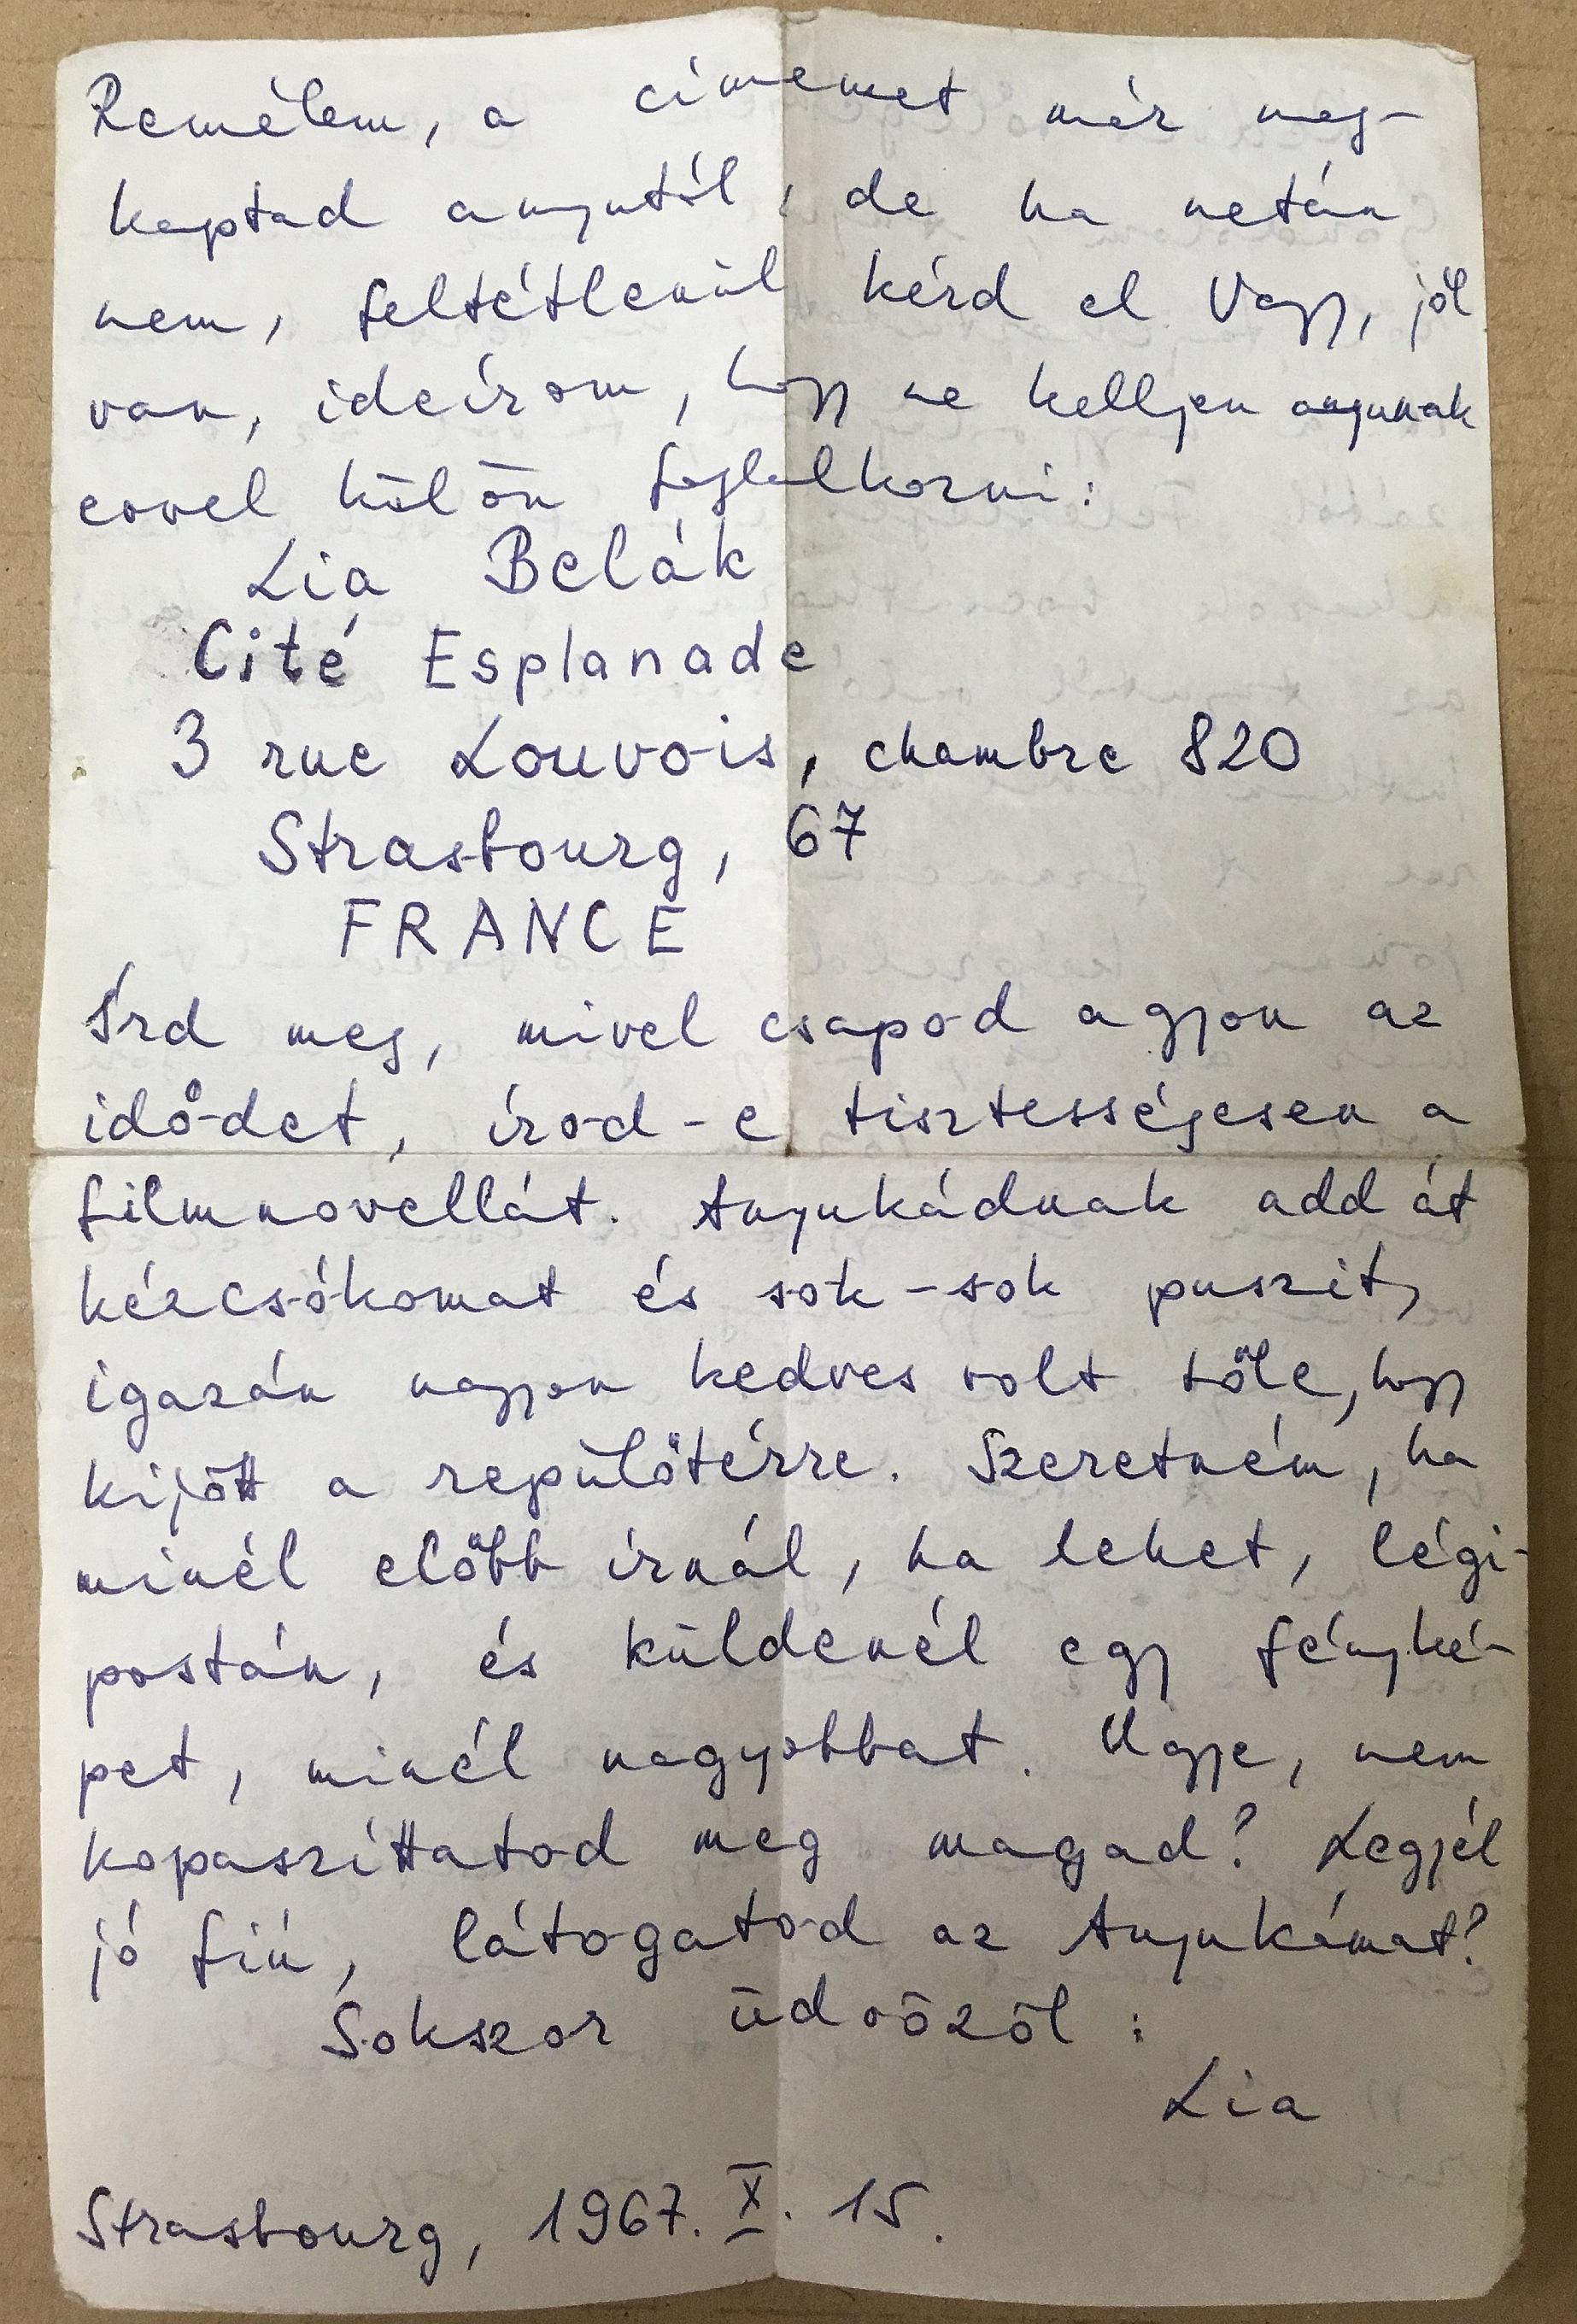 Remélem, a címemet már meg-
kaptad anyutól, de ha netán
nem, feltétlenül kérd el. Vagy, jól
van, ideírom, hogy ne kelljen anyunak
evvel külön foglalkozni:
Lia Belák
Cité Esplanade
3 rue Louvois, chambre 820
Strasbourg, 67
FRANCE
Írd meg, mivel csapod agyon az
idődet, írod-e tisztességesen a
filmnovellát. Anyukádnak add át
kézcsókomat és sok-sok puszit,
igazán nagyon kedves volt tőle, hogy
kijött a repülőtérre. Szeretném, ha
minél előbb írnál, ha lehet, légi-
postán, és küldenél egy fényké-
pet, minél nagyobbat. Ugye, nem
kopaszíttatod meg magad? Legjél
jó fiú, látogatod az Anyukámat?
Sokszor üdvözöl:
Lia
Strasbourg, 1967. X. 15.